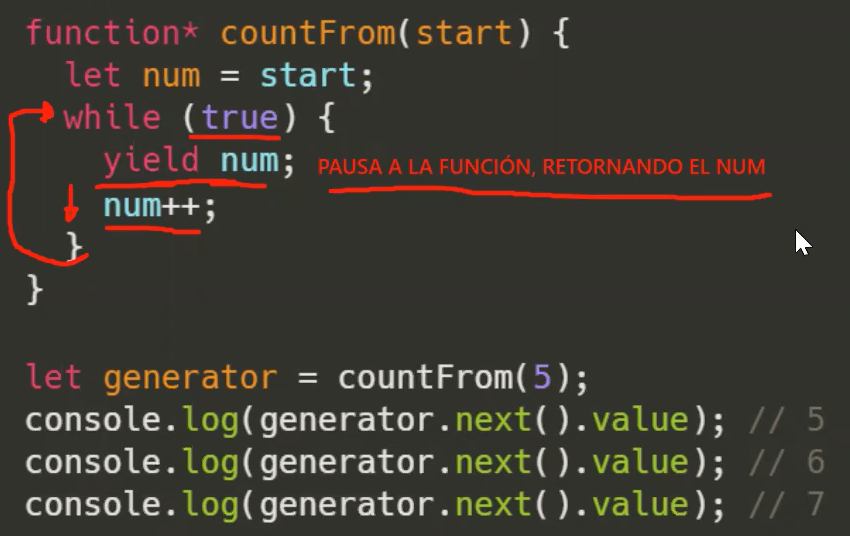 function* countFrom(start) {
let num = start;
while (true) {
yield num; PAUSA A LA FUNCIÓN, RETORNANDO EL NUM
num++;
}
}
let generator = countFrom(5);
console.log(generator.next().value); // 5
console.log(generator.next().value); // 6
console.log(generator.next().value); // 7